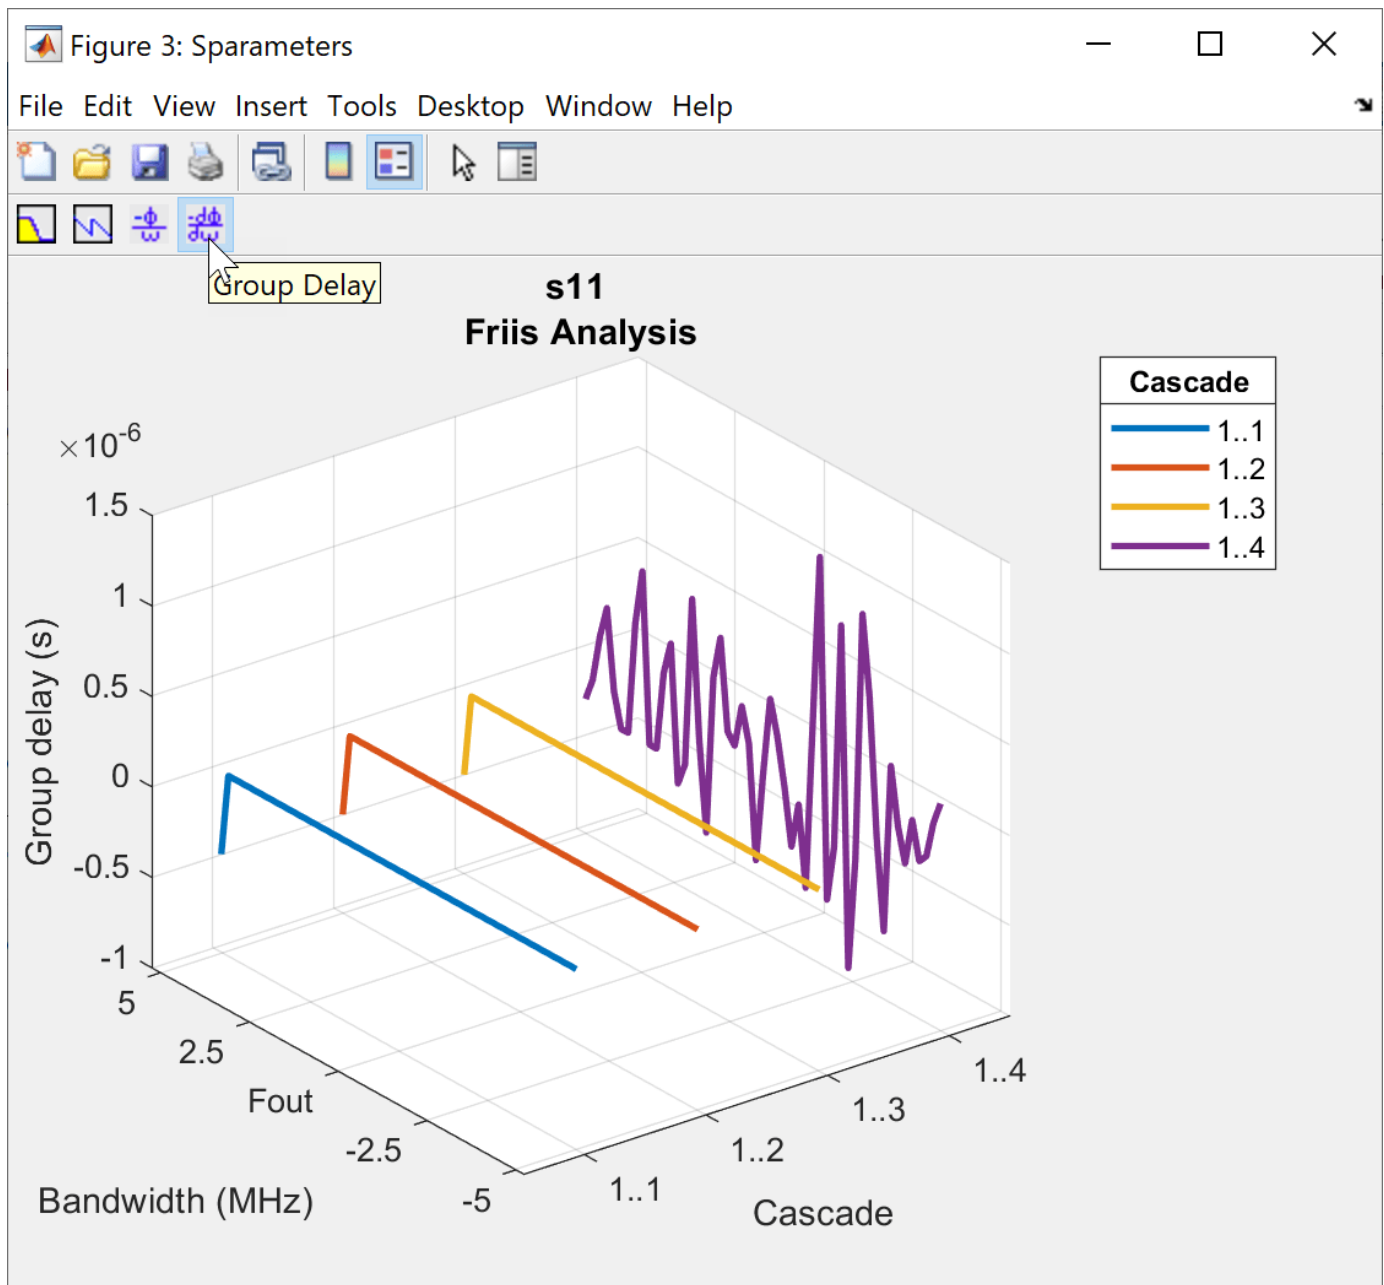 Figure 3: Sparameters
File Edit View Insert Tools Desktop Window Help
-Φ
ω
-dΦ
dω
Group Delay
s11
Friis Analysis
Cascade
1..1
1..2
1..3
1..4
×10-6
1.5
1
0.5
0
-0.5
-1
Group delay (s)
5
2.5
Fout
-2.5
-5
Bandwidth (MHz)
1..1
1..2
1..3
1..4
Cascade